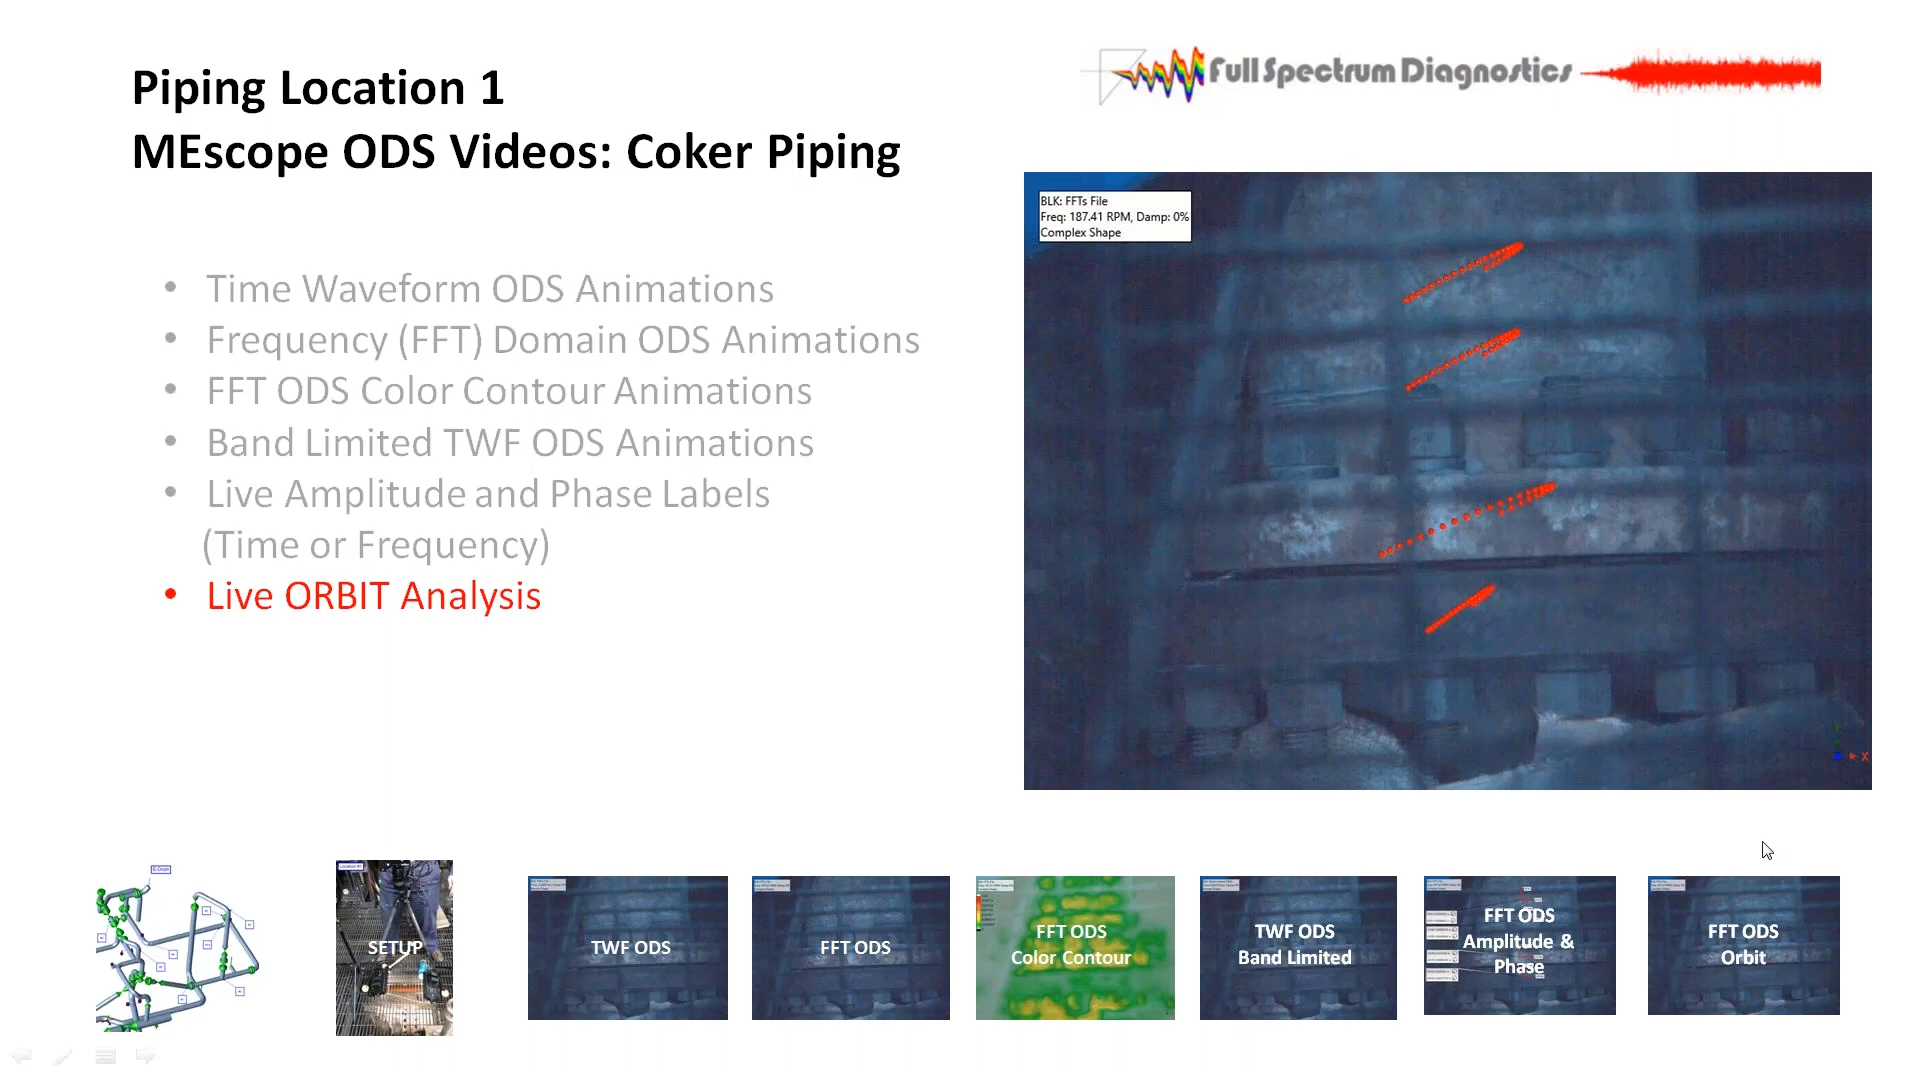 Piping Location 1
MEscope ODS Videos: Coker Piping
Full Spectrum Diagnostics
BLK: FFTs File
Freq: 187.41 RPM, Damp: 0%
Complex Shape
• Time Waveform ODS Animations
• Frequency (FFT) Domain ODS Animations
• FFT ODS Color Contour Animations
• Band Limited TWF ODS Animations
• Live Amplitude and Phase Labels
(Time or Frequency)
• Live ORBIT Analysis
X
SETUP
TWF ODS
FFT ODS
FFT ODS
Color Contour
TWF ODS
Band Limited
FFT ODS
Amplitude &
Phase
FFT ODS
Orbit